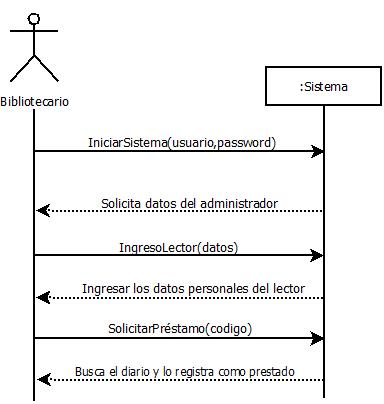 Bibliotecario
:Sistema
IniciarSistema(usuario,password)
Solicita datos del administrador
IngresoLector(datos)
Ingresar los datos personales del lector
SolicitarPréstamo(codigo)
Busca el diario y lo registra como prestado